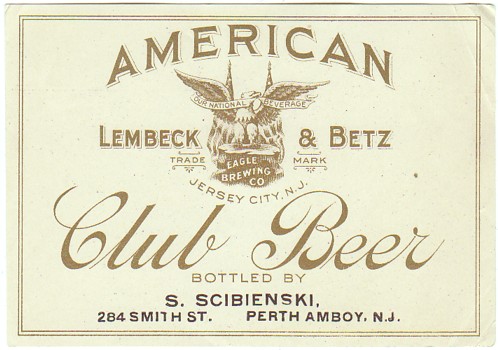 AMERICAN
OUR NATIONAL BEVERAGE
LEMBECK & BETZ
TRADE MARK
EAGLE
BREWING
CO
JERSEY CITY, N.J.
Club Beer
BOTTLED BY
S. SCIBIENSKI,
284 SMITH ST. PERTH AMBOY, N.J.